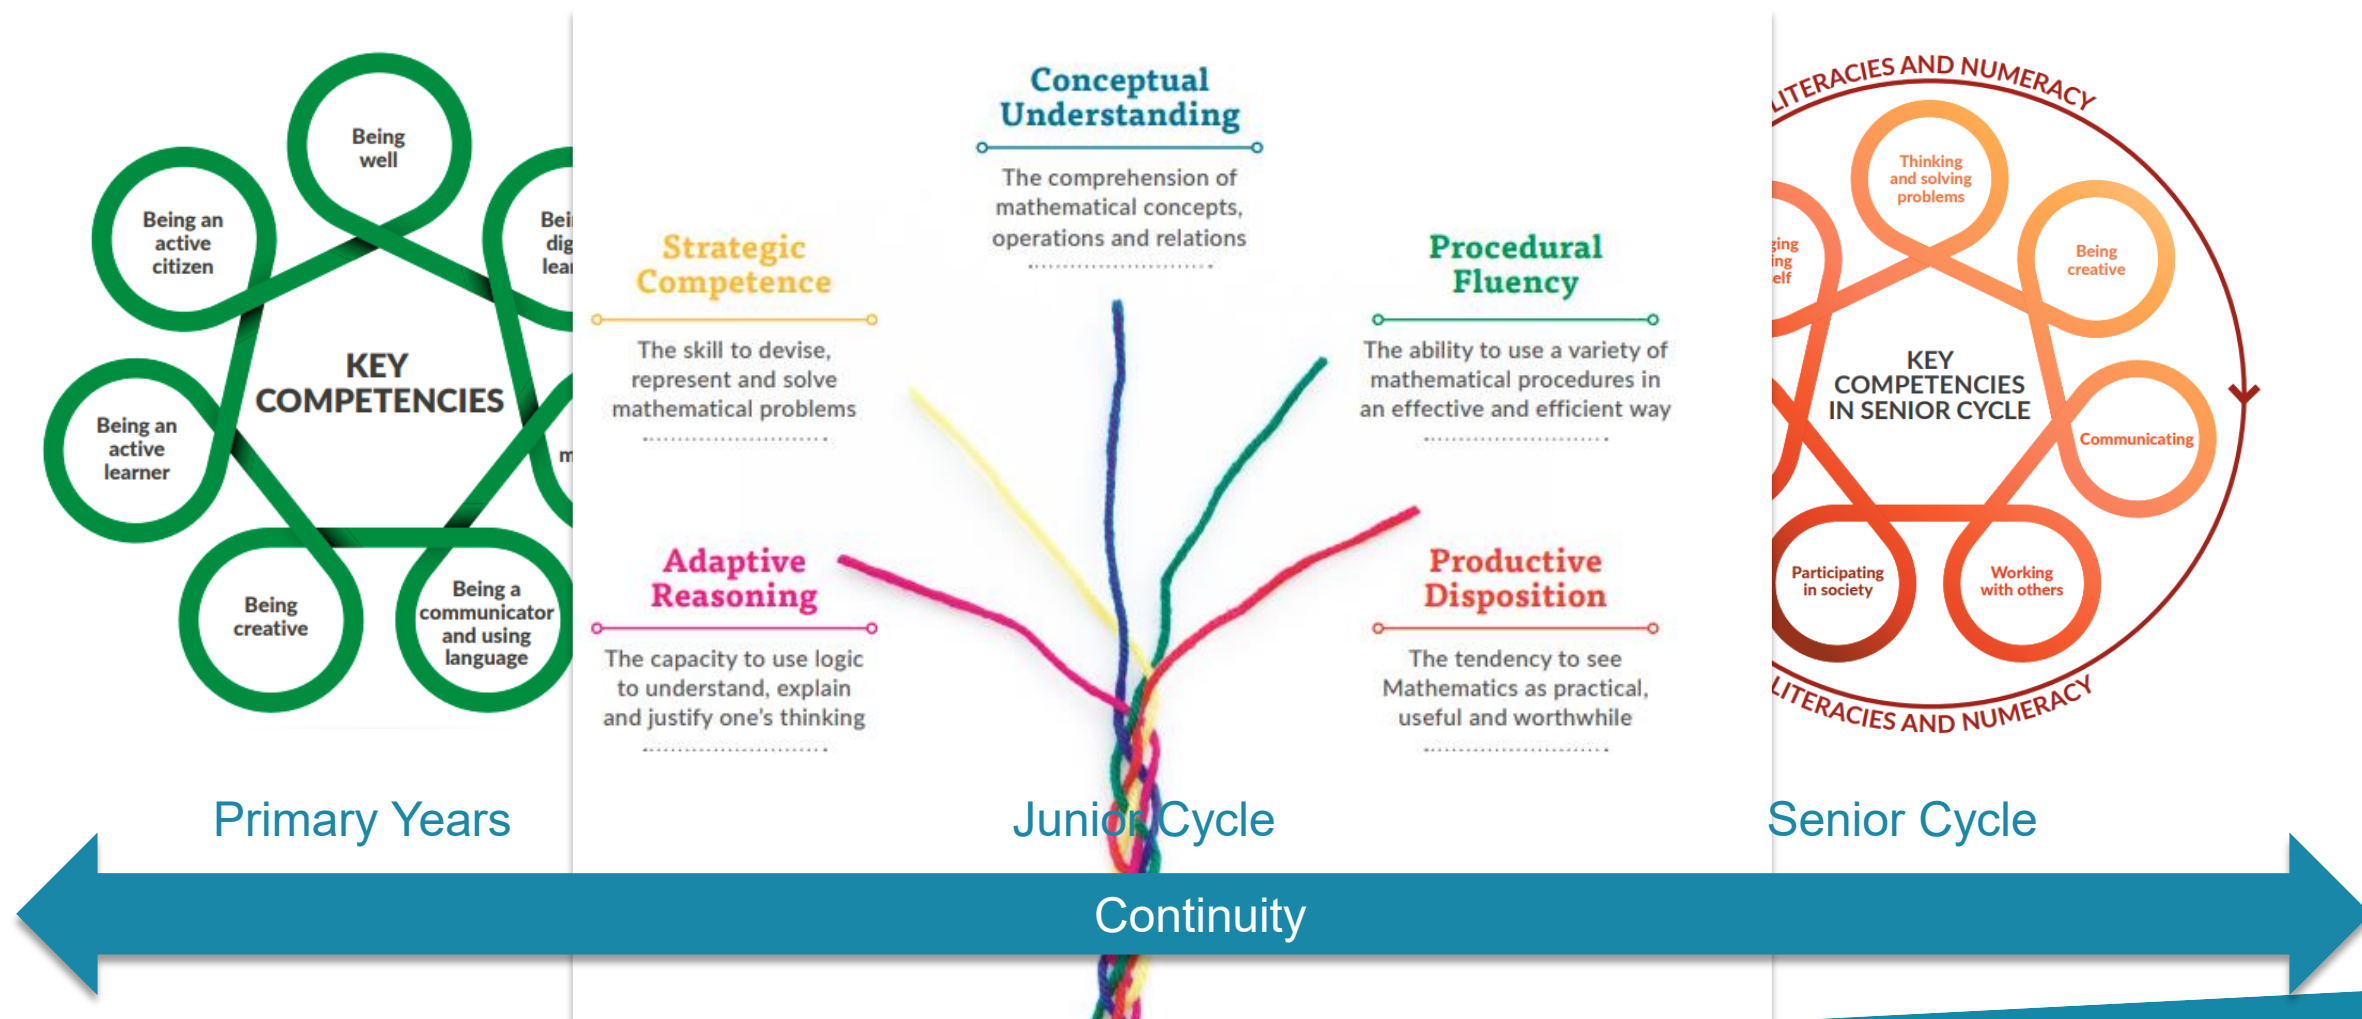 Being
well
Being an
active
citizen
KEY
COMPETENCIES
Being an
active
learner
Being
creative
Being a
communicator
and using
language
Conceptual
Understanding
The comprehension of
mathematical concepts,
operations and relations
Strategic
Competence
The skill to devise,
represent and solve
mathematical problems
Procedural
Fluency
The ability to use a variety of
mathematical procedures in
an effective and efficient way
Adaptive
Reasoning
The capacity to use logic
to understand, explain
and justify one's thinking
Productive
Disposition
The tendency to see
Mathematics as practical,
useful and worthwhile
LITERACIES AND NUMERACY
Thinking
and solving
problems
Being
creative
KEY
COMPETENCIES
IN SENIOR CYCLE
Communicating
Participating
in society
Working
with others
LITERACIES AND NUMERACY
Primary Years
Junior Cycle
Senior Cycle
Continuity